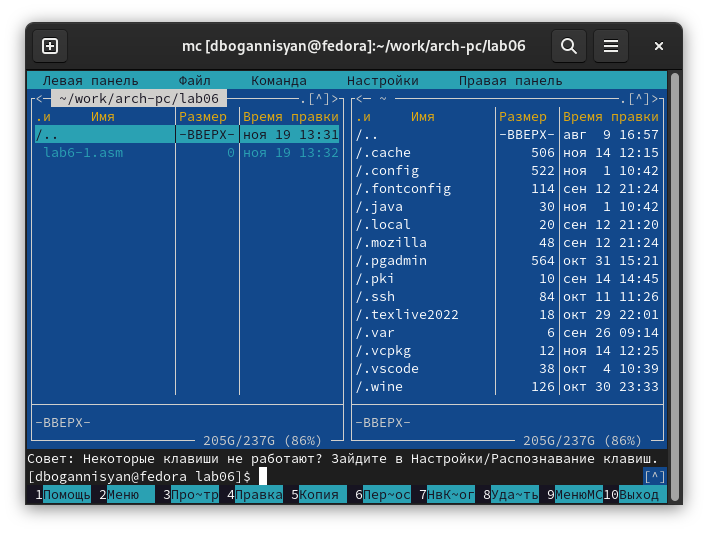 mc [dbogannisyan@fedora]:~/work/arch-pc/lab06
Левая панель Файл Команда Настройки Правая панель
<─ ~/work/arch-pc/lab06 ─.[^]>
.и Имя Размер Время правки
/.. -ВВЕРХ- ноя 19 13:31
lab6-1.asm 0 ноя 19 13:32
-ВВЕРХ-
205G/237G (86%)
<─ ~ ─.[^]>
.и Имя Размер Время правки
/.. -ВВЕРХ- авг 9 16:57
/.cache 506 ноя 14 12:15
/.config 522 ноя 1 10:42
/.fontconfig 114 сен 12 21:24
/.java 30 ноя 1 10:42
/.local 20 сен 12 21:20
/.mozilla 48 сен 12 21:24
/.pgadmin 564 окт 31 15:21
/.pki 10 сен 14 14:45
/.ssh 84 окт 11 11:26
/.texlive2022 18 окт 29 22:01
/.var 6 сен 26 09:14
/.vcpkg 12 ноя 14 12:25
/.vscode 38 окт 4 10:39
/.wine 126 окт 30 23:33
-ВВЕРХ-
205G/237G (86%)
Совет: Некоторые клавиши не работают? Зайдите в Настройки/Распознавание клавиш.
[dbogannisyan@fedora lab06]$ [^]
1Помощь 2Меню 3Про~тр 4Правка 5Копия 6Пер~ос 7НвК~ог 8Уда~ть 9МенюMC 10Выход